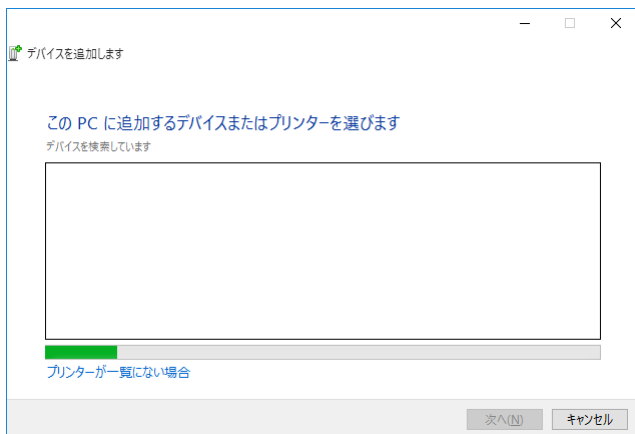 デバイスを追加します
この PC に追加するデバイスまたはプリンターを選びます
デバイスを検索しています
プリンターが一覧にない場合
次へ(N)
キャンセル